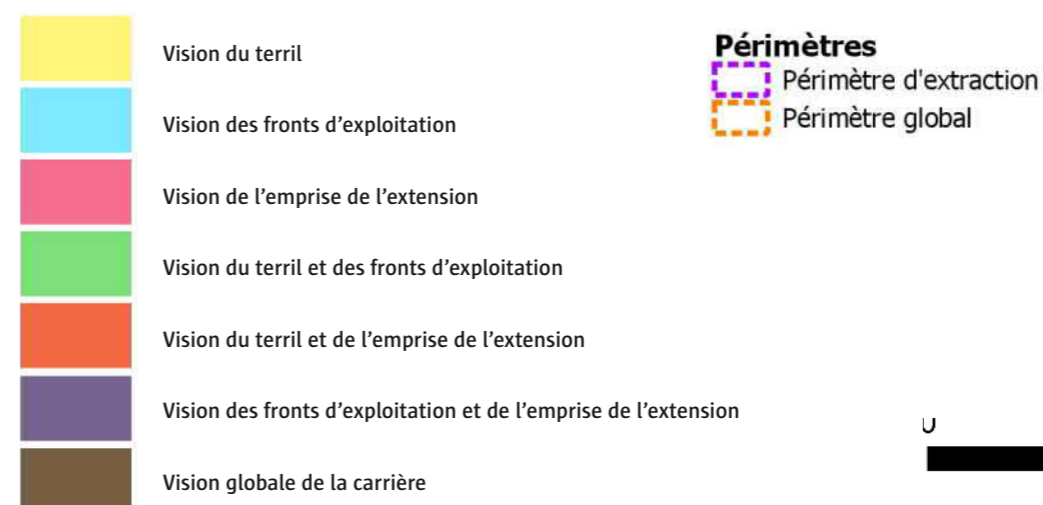 Vision du terril
Vision des fronts d’exploitation
Vision de l’emprise de l’extension
Vision du terril et des fronts d’exploitation
Vision du terril et de l’emprise de l’extension
Vision des fronts d’exploitation et de l’emprise de l’extension
Vision globale de la carrière
Périmètres
Périmètre d'extraction
Périmètre global